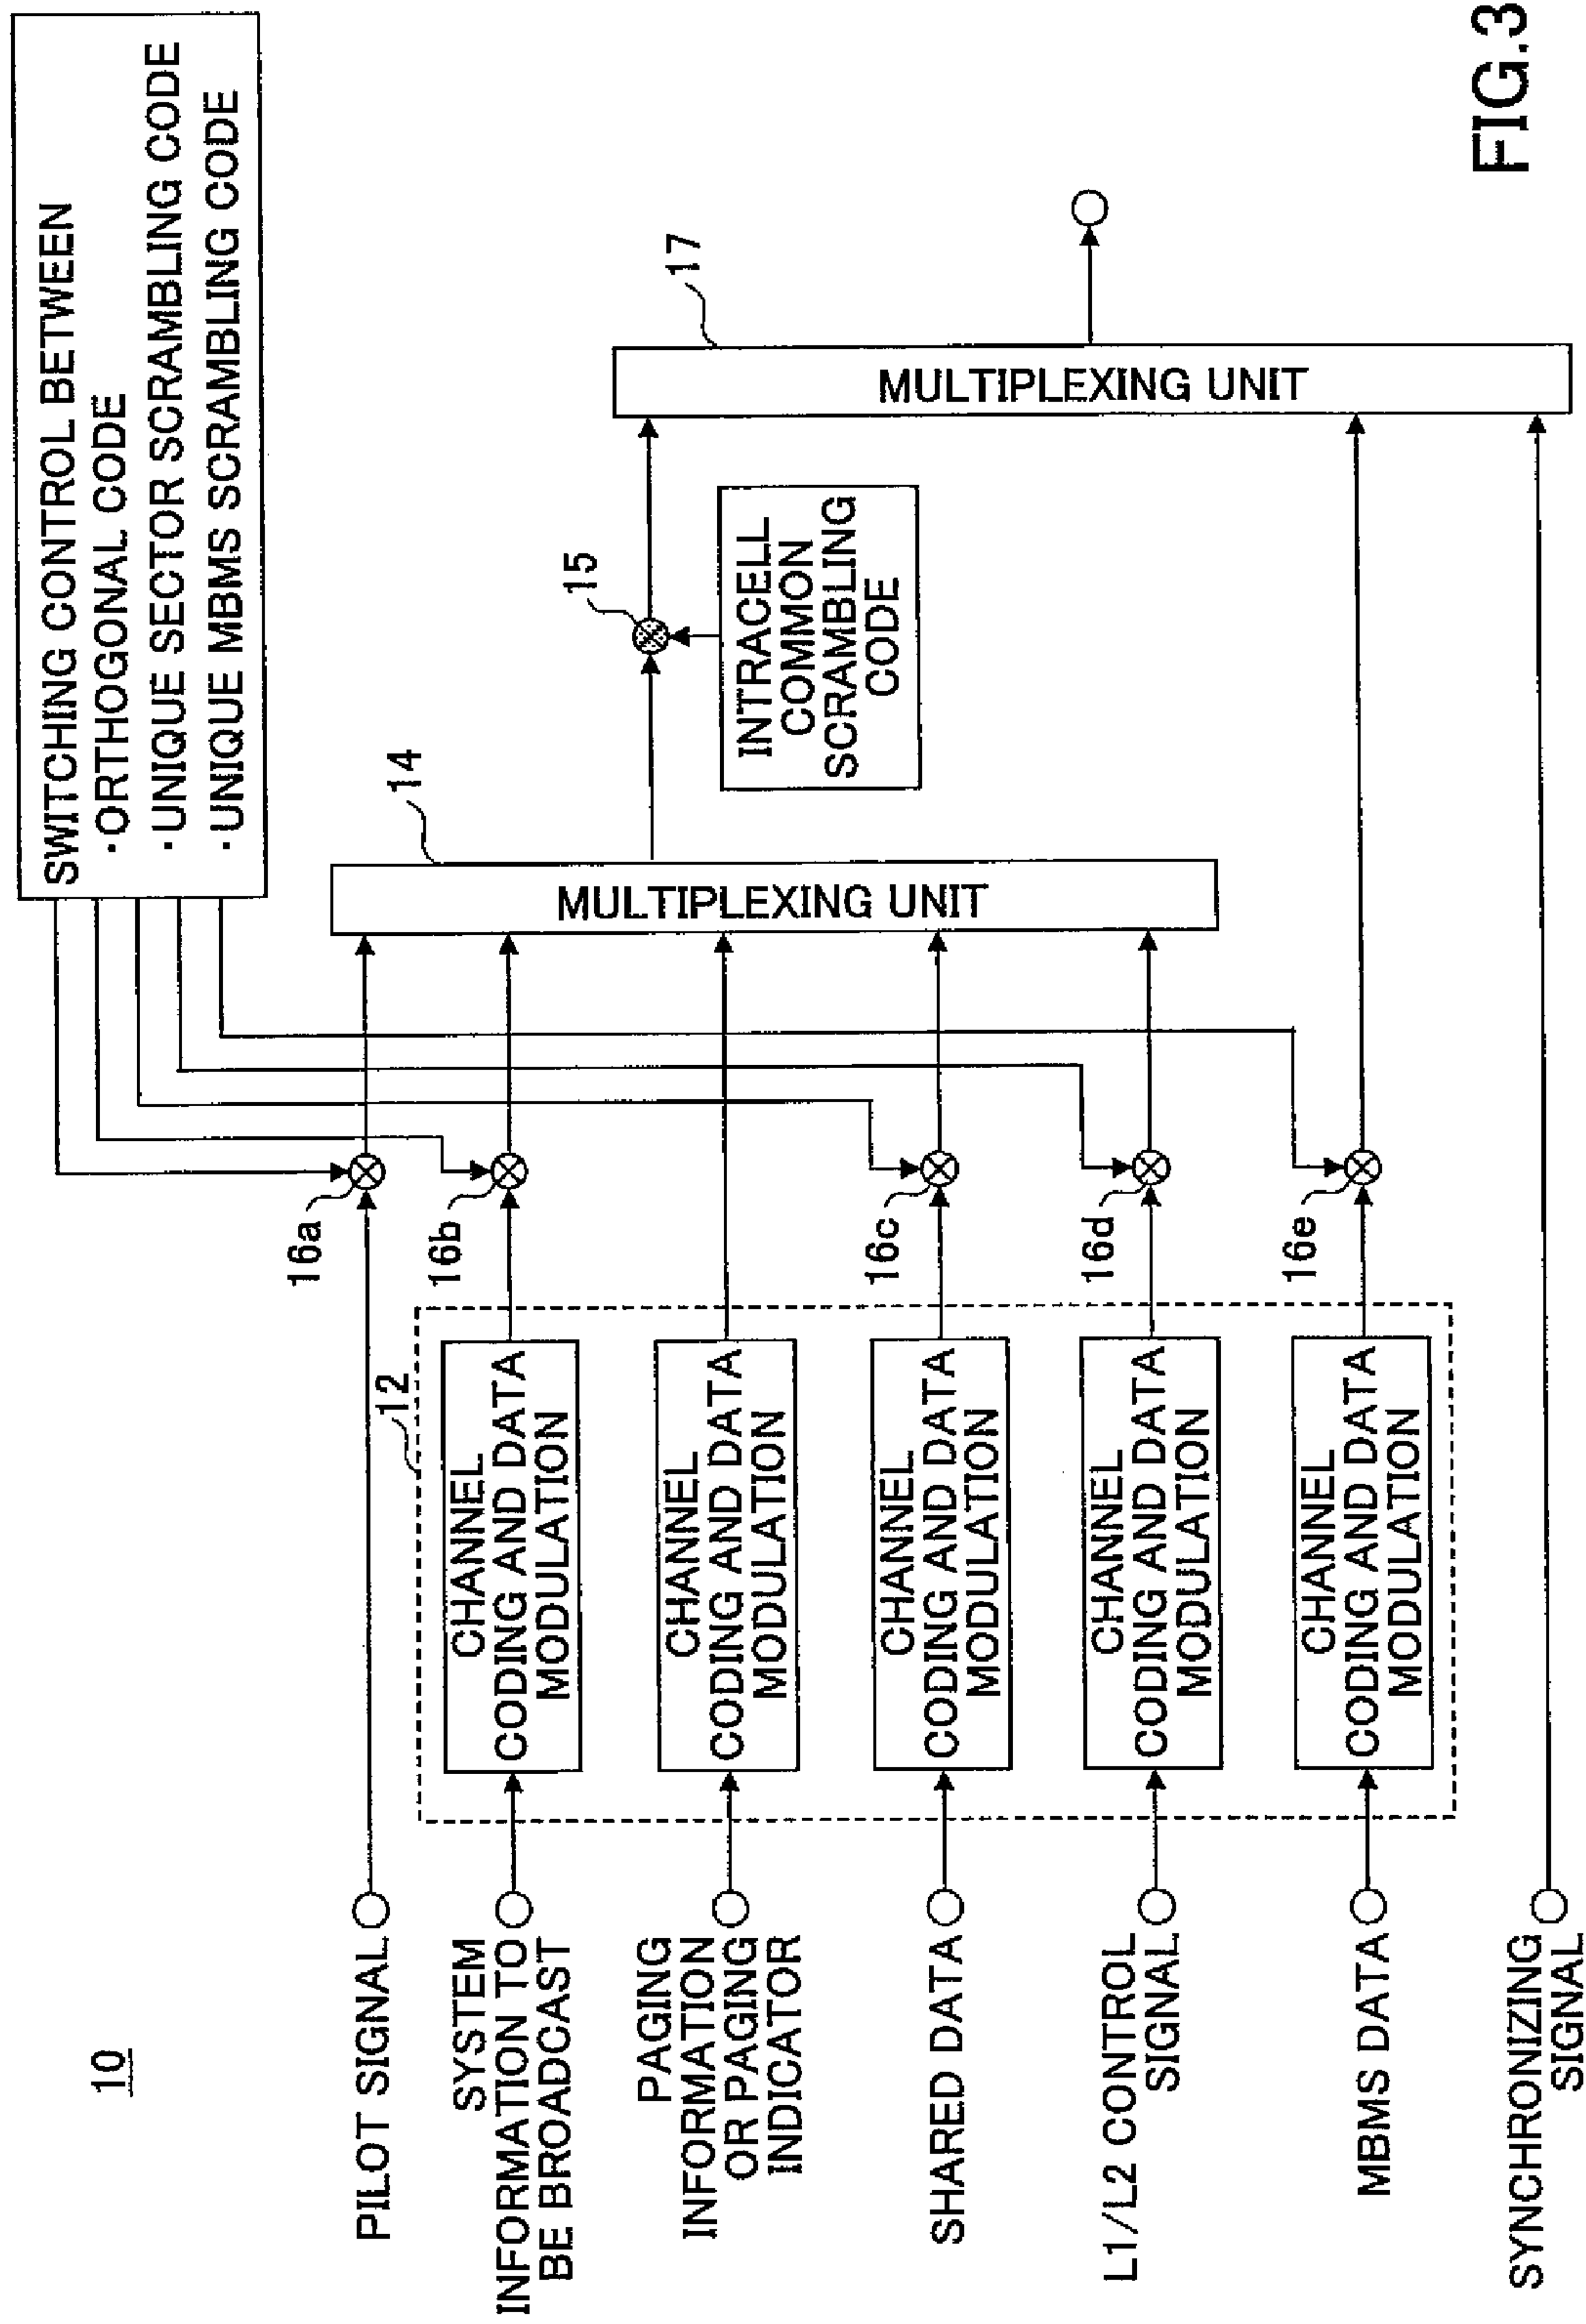 10
SWITCHING CONTROL BETWEEN
・ORTHOGONAL CODE
・UNIQUE SECTOR SCRAMBLING CODE
・UNIQUE MBMS SCRAMBLING CODE
PILOT SIGNAL
16a
SYSTEM
INFORMATION TO
BE BROADCAST
12
CHANNEL
CODING AND DATA
MODULATION
16b
PAGING
INFORMATION
OR PAGING
INDICATOR
CHANNEL
CODING AND DATA
MODULATION
SHARED DATA
CHANNEL
CODING AND DATA
MODULATION
16c
L1/L2 CONTROL
SIGNAL
CHANNEL
CODING AND DATA
MODULATION
16d
MBMS DATA
CHANNEL
CODING AND DATA
MODULATION
16e
SYNCHRONIZING
SIGNAL
14
MULTIPLEXING UNIT
15
INTRACELL
COMMON
SCRAMBLING
CODE
17
MULTIPLEXING UNIT
FIG.3